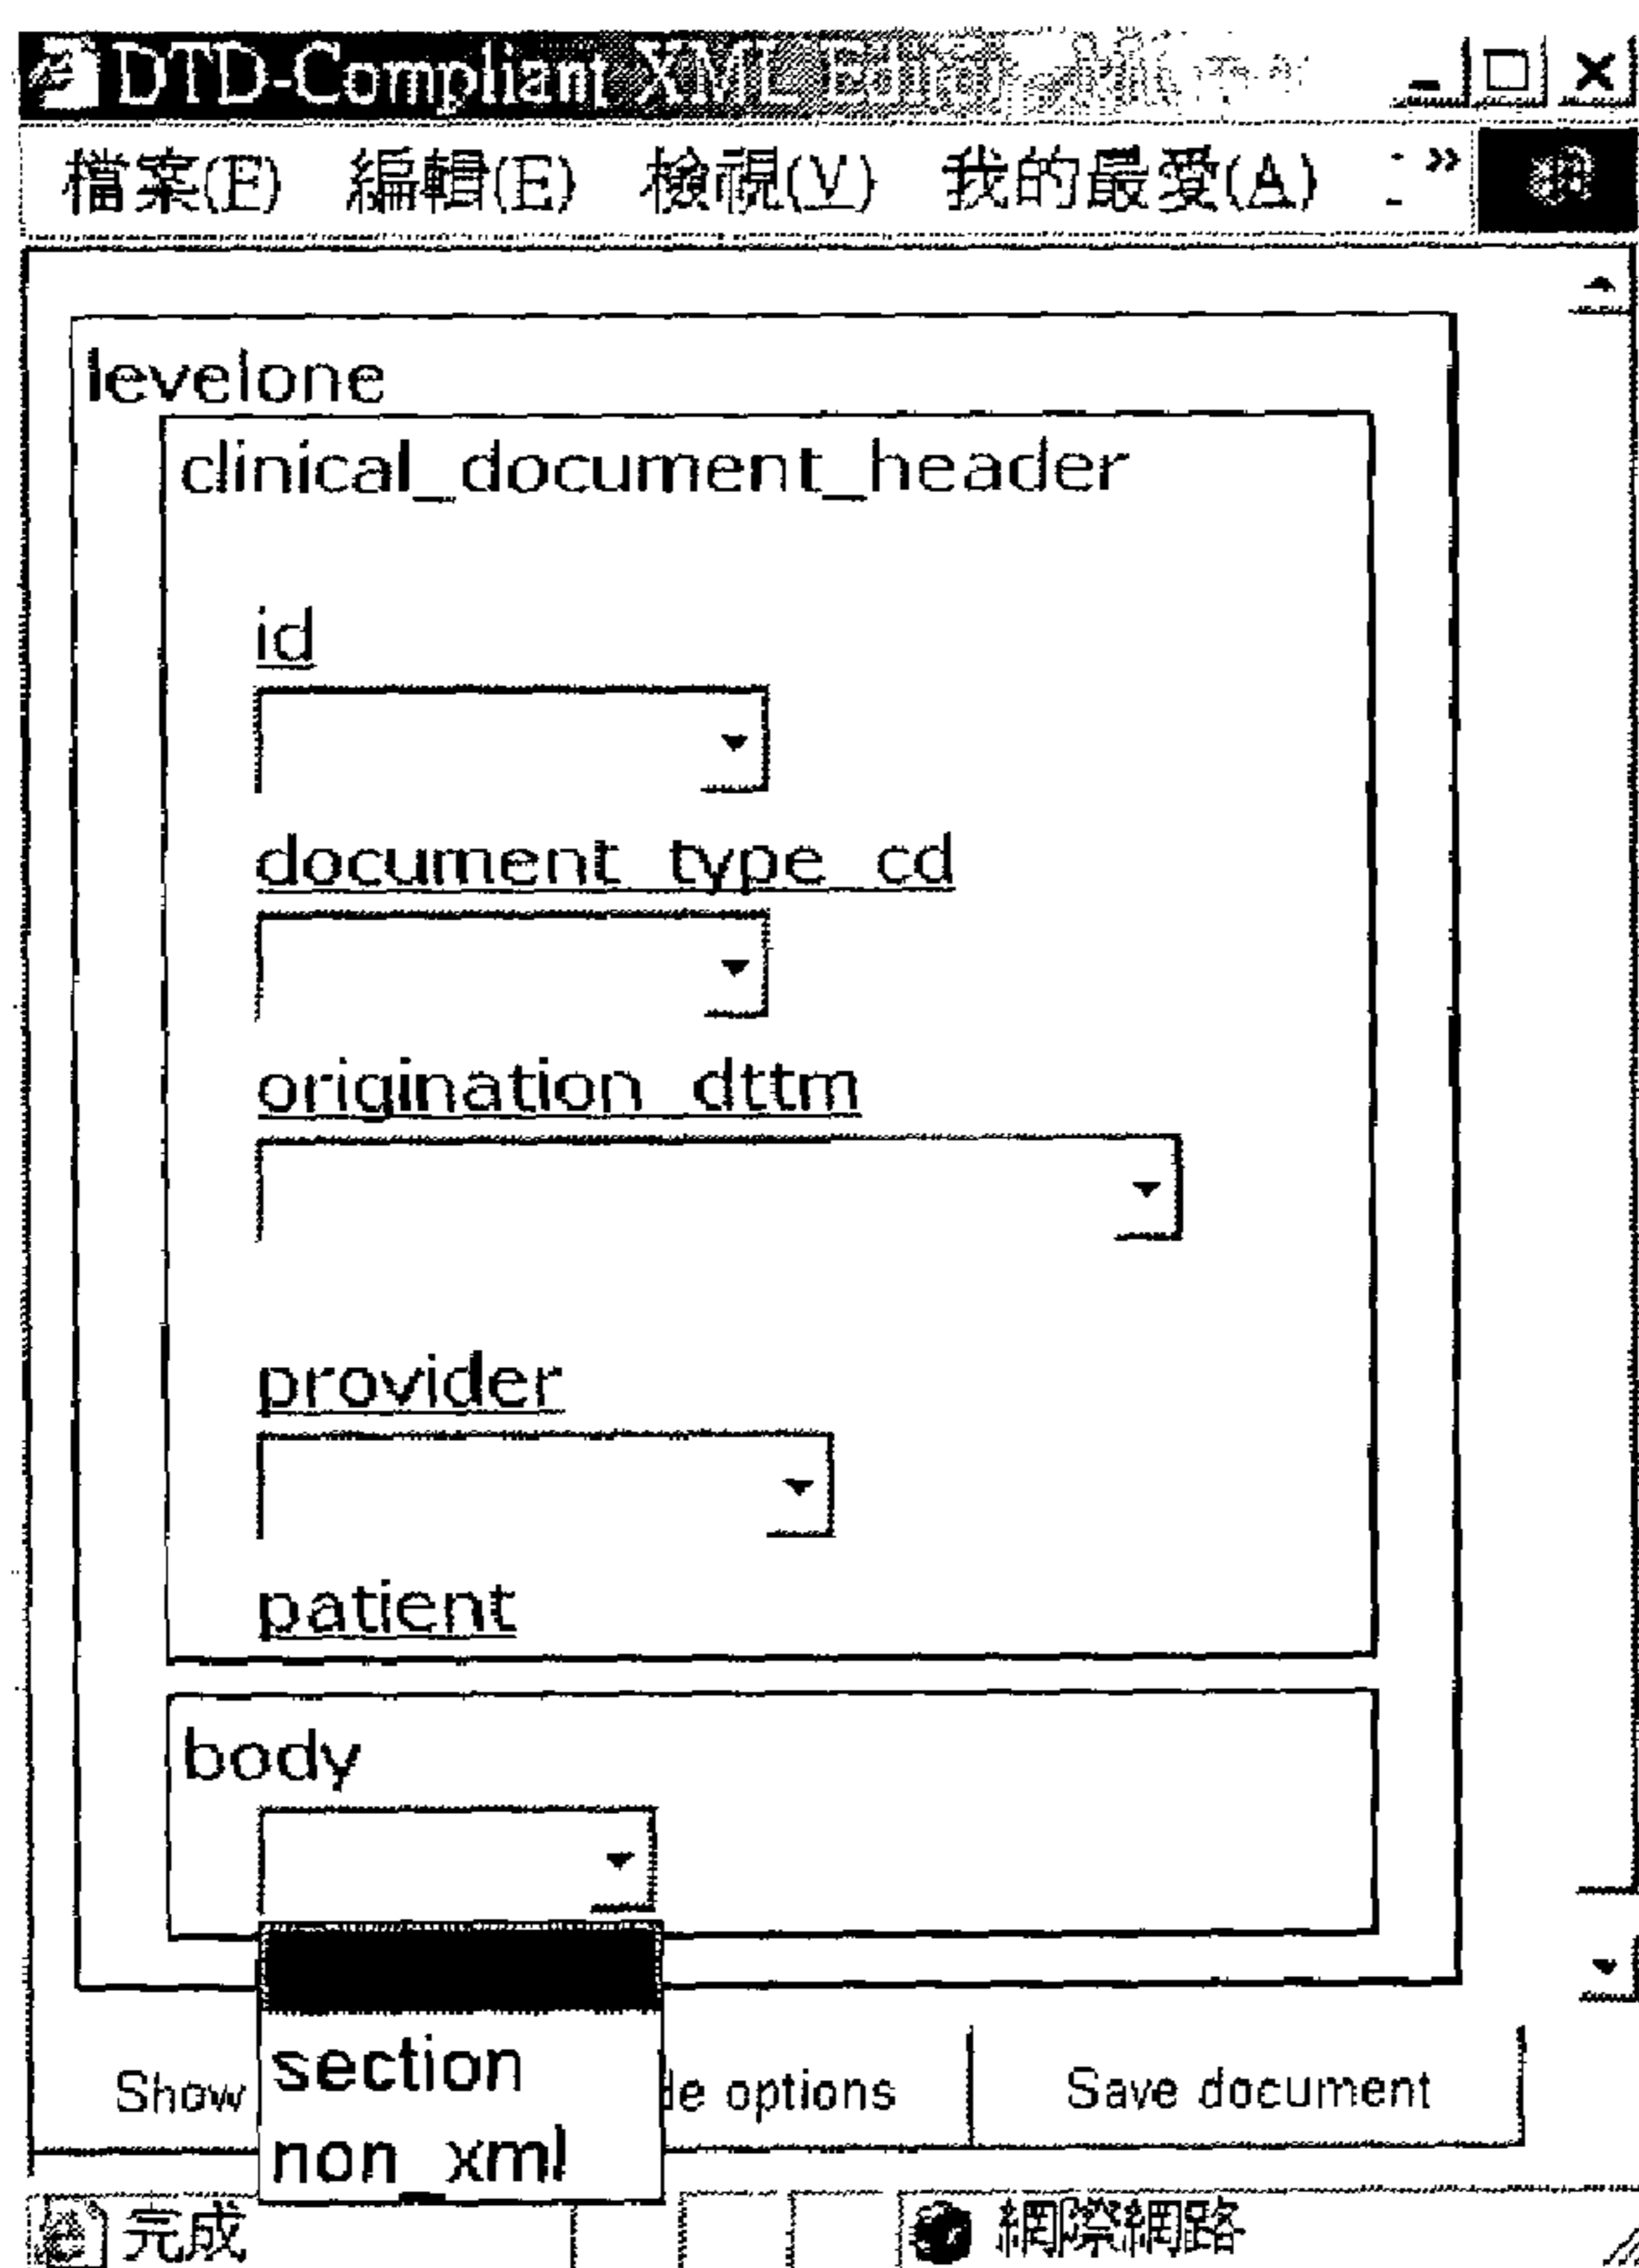 DTD-Compliant XML Editor
檔案(F) 編輯(E) 檢視(V) 我的最愛(A) »
levelone
clinical_document_header
id
document_type_cd
origination_dttm
provider
patient
body
section
non_xml
Show
de options
Save document
完成
網際網路